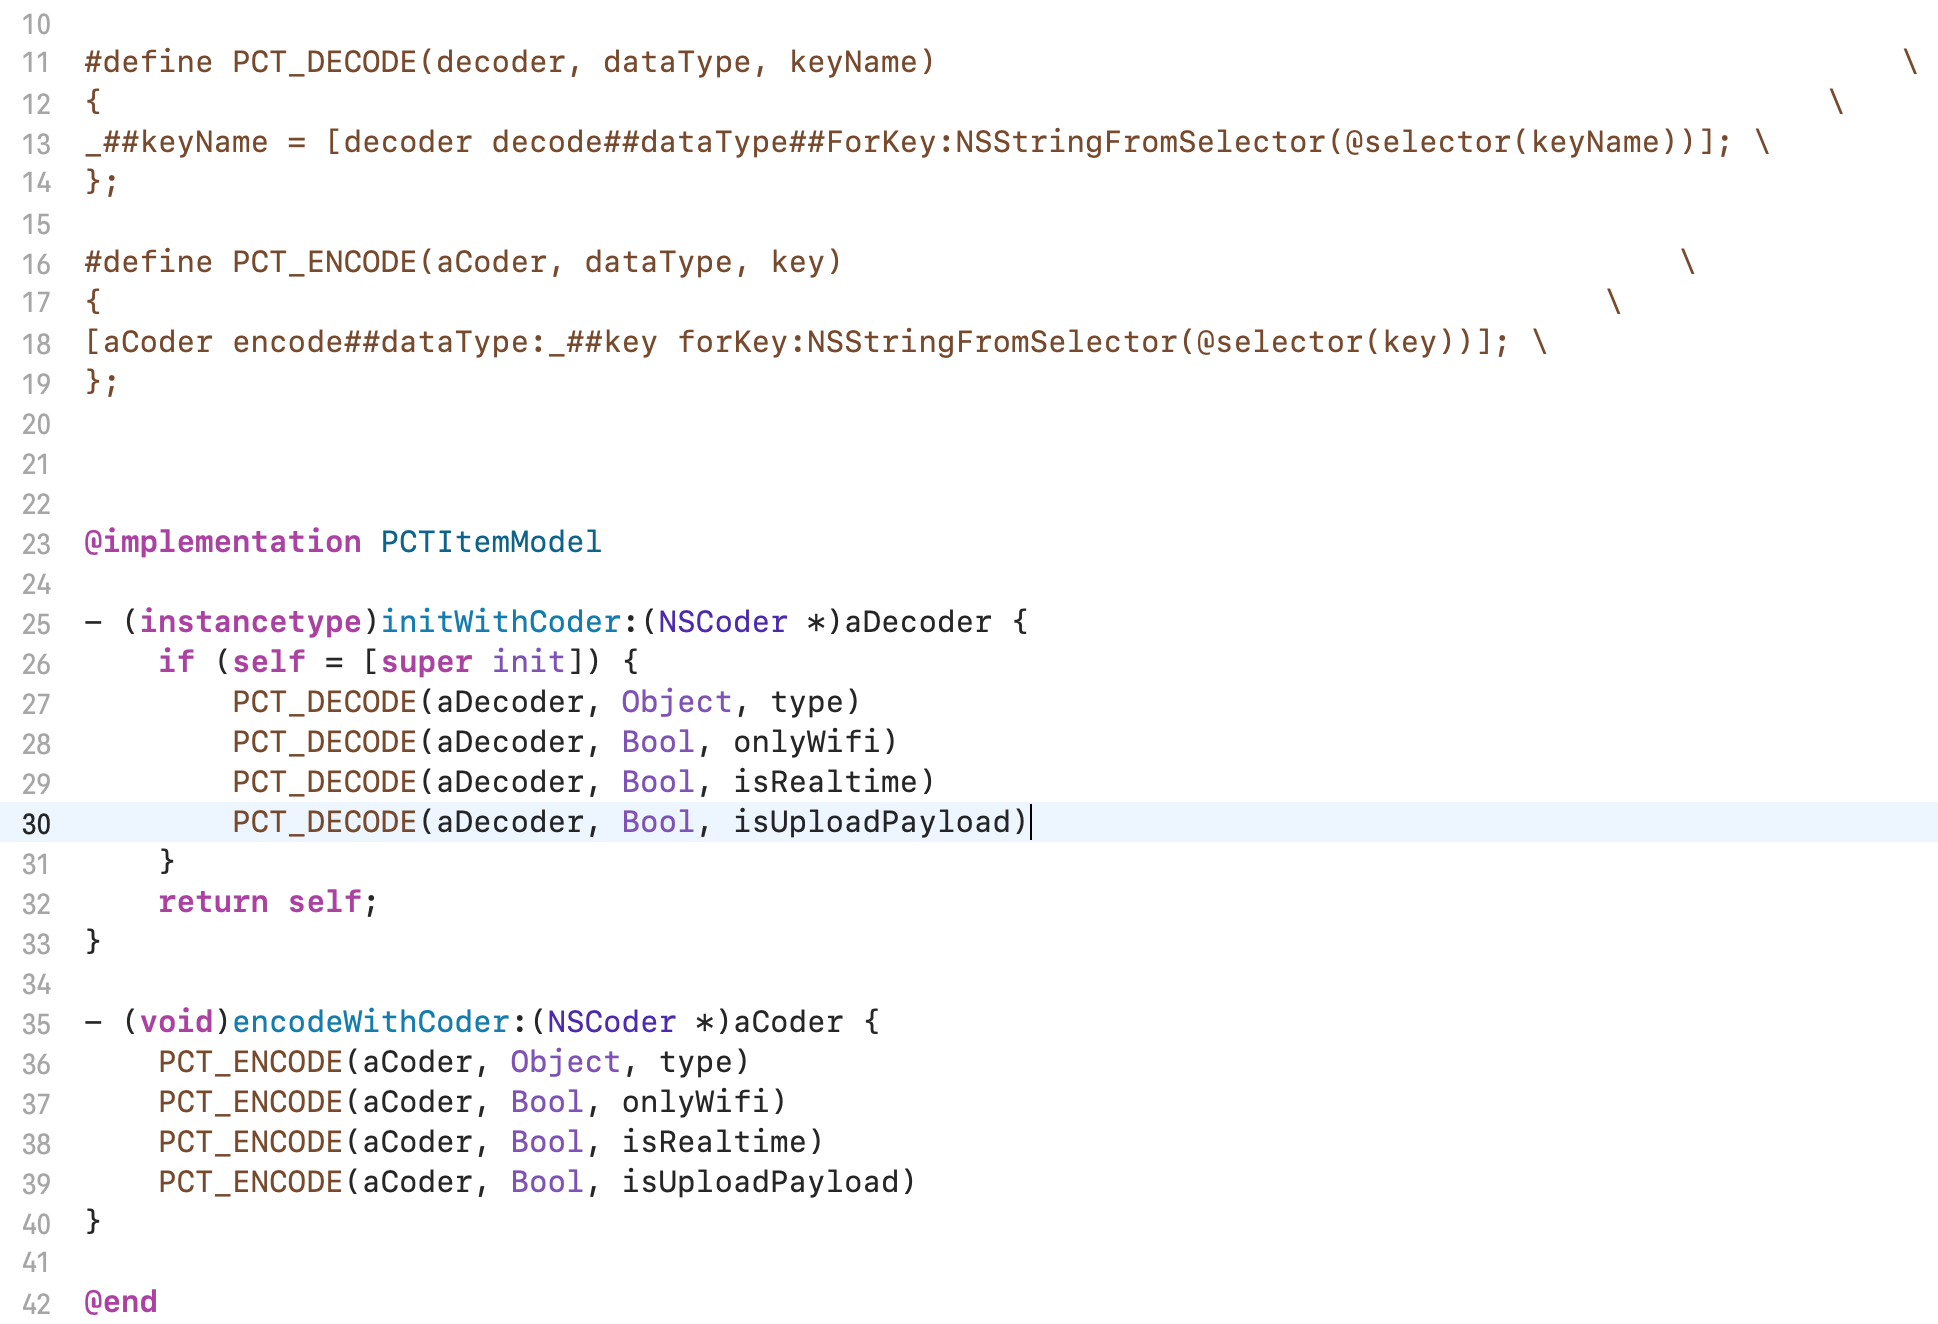 10
11 #define PCT_DECODE(decoder, dataType, keyName) \
12 { \
13 _##keyName = [decoder decode##dataType##ForKey:NSStringFromSelector(@selector(keyName))]; \
14 };
15
16 #define PCT_ENCODE(aCoder, dataType, key) \
17 { \
18 [aCoder encode##dataType:_##key forKey:NSStringFromSelector(@selector(key))]; \
19 };
20
21
22
23 @implementation PCTItemModel
24
25 - (instancetype)initWithCoder:(NSCoder *)aDecoder {
26     if (self = [super init]) {
27         PCT_DECODE(aDecoder, Object, type)
28         PCT_DECODE(aDecoder, Bool, onlyWifi)
29         PCT_DECODE(aDecoder, Bool, isRealtime)
30         PCT_DECODE(aDecoder, Bool, isUploadPayload)
31     }
32     return self;
33 }
34
35 - (void)encodeWithCoder:(NSCoder *)aCoder {
36     PCT_ENCODE(aCoder, Object, type)
37     PCT_ENCODE(aCoder, Bool, onlyWifi)
38     PCT_ENCODE(aCoder, Bool, isRealtime)
39     PCT_ENCODE(aCoder, Bool, isUploadPayload)
40 }
41
42 @end